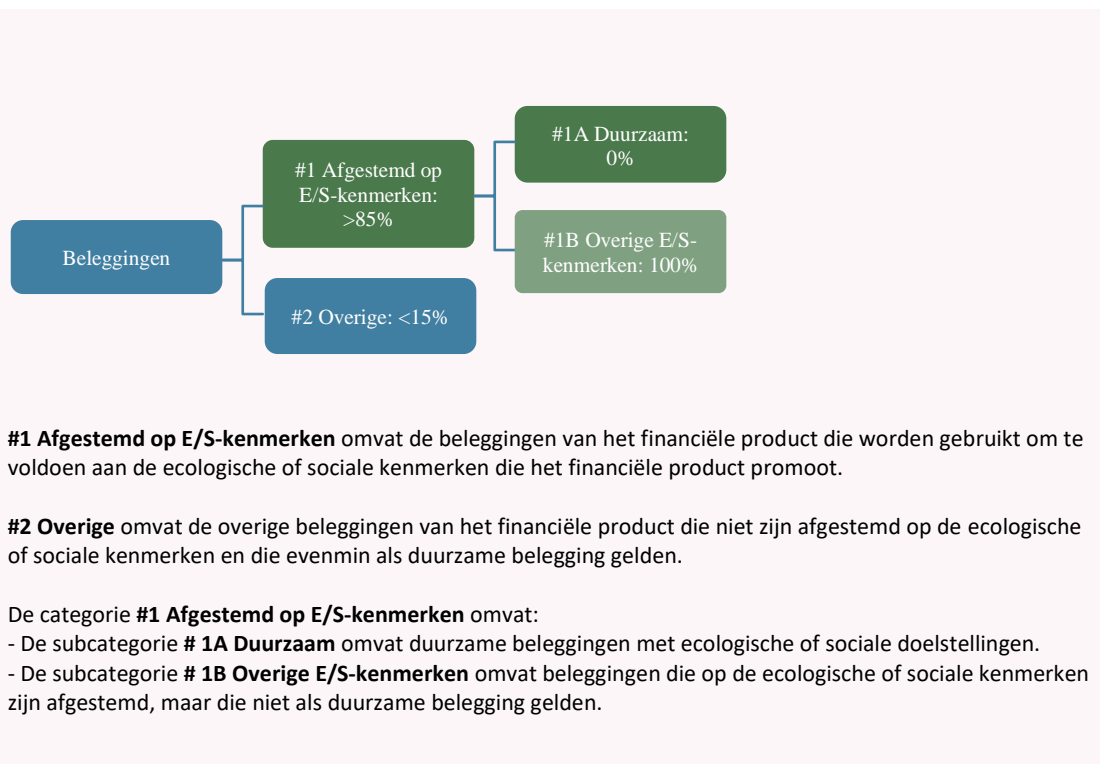 #1A Duurzaam:
0%
#1 Afgestemd op
E/S-kenmerken:
>85%
#1B Overige E/S-
kenmerken: 100%
Beleggingen
#2 Overige: <15%
#1 Afgestemd op E/S-kenmerken omvat de beleggingen van het financiële product die worden gebruikt om te
voldoen aan de ecologische of sociale kenmerken die het financiële product promoot.
#2 Overige omvat de overige beleggingen van het financiële product die niet zijn afgestemd op de ecologische
of sociale kenmerken en die evenmin als duurzame belegging gelden.
De categorie #1 Afgestemd op E/S-kenmerken omvat:
- De subcategorie # 1A Duurzaam omvat duurzame beleggingen met ecologische of sociale doelstellingen.
- De subcategorie # 1B Overige E/S-kenmerken omvat beleggingen die op de ecologische of sociale kenmerken
zijn afgestemd, maar die niet als duurzame belegging gelden.